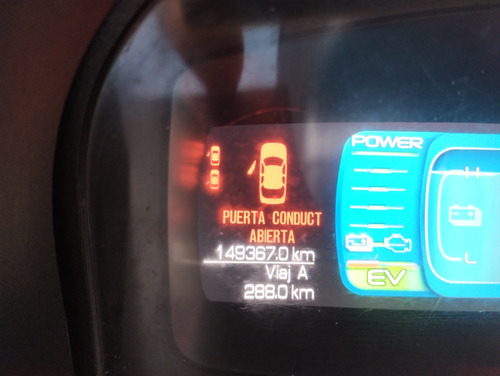 PUERTA CONDUCT
ABIERTA
149367.0 km
Viaj A
288.0 km
POWER
EV
H
L